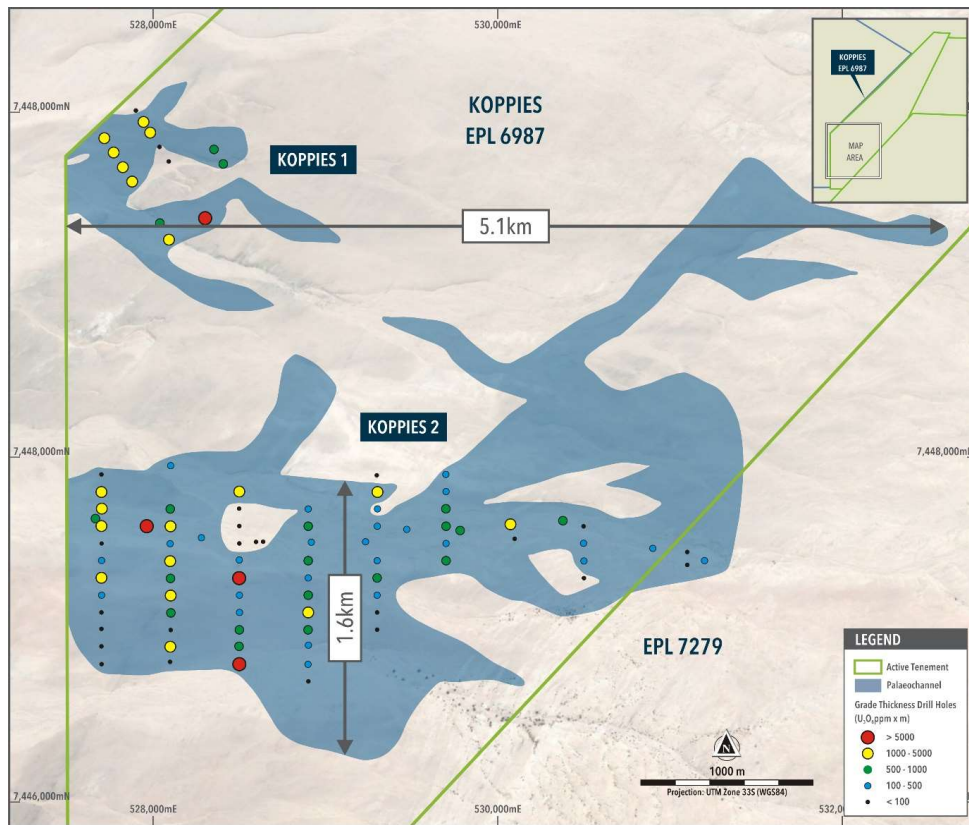 528,000mE
530,000mE
7,448,000mN
KOPPIES
EPL 6987
KOPPIES
EPL 6987
MAP
AREA
KOPPIES 1
5.1km
KOPPIES 2
7,448,000mN
7,448,000mN
1.6km
EPL 7279
LEGEND
Active Tenement
Palaeochannel
Grade Thickness Drill Holes
(U₃O₈ppm x m)
> 5000
1000 - 5000
500 - 1000
100 - 500
< 100
N
1000 m
Projection: UTM Zone 33S (WGS84)
7,446,000mN
528,000mE
530,000mE
532,